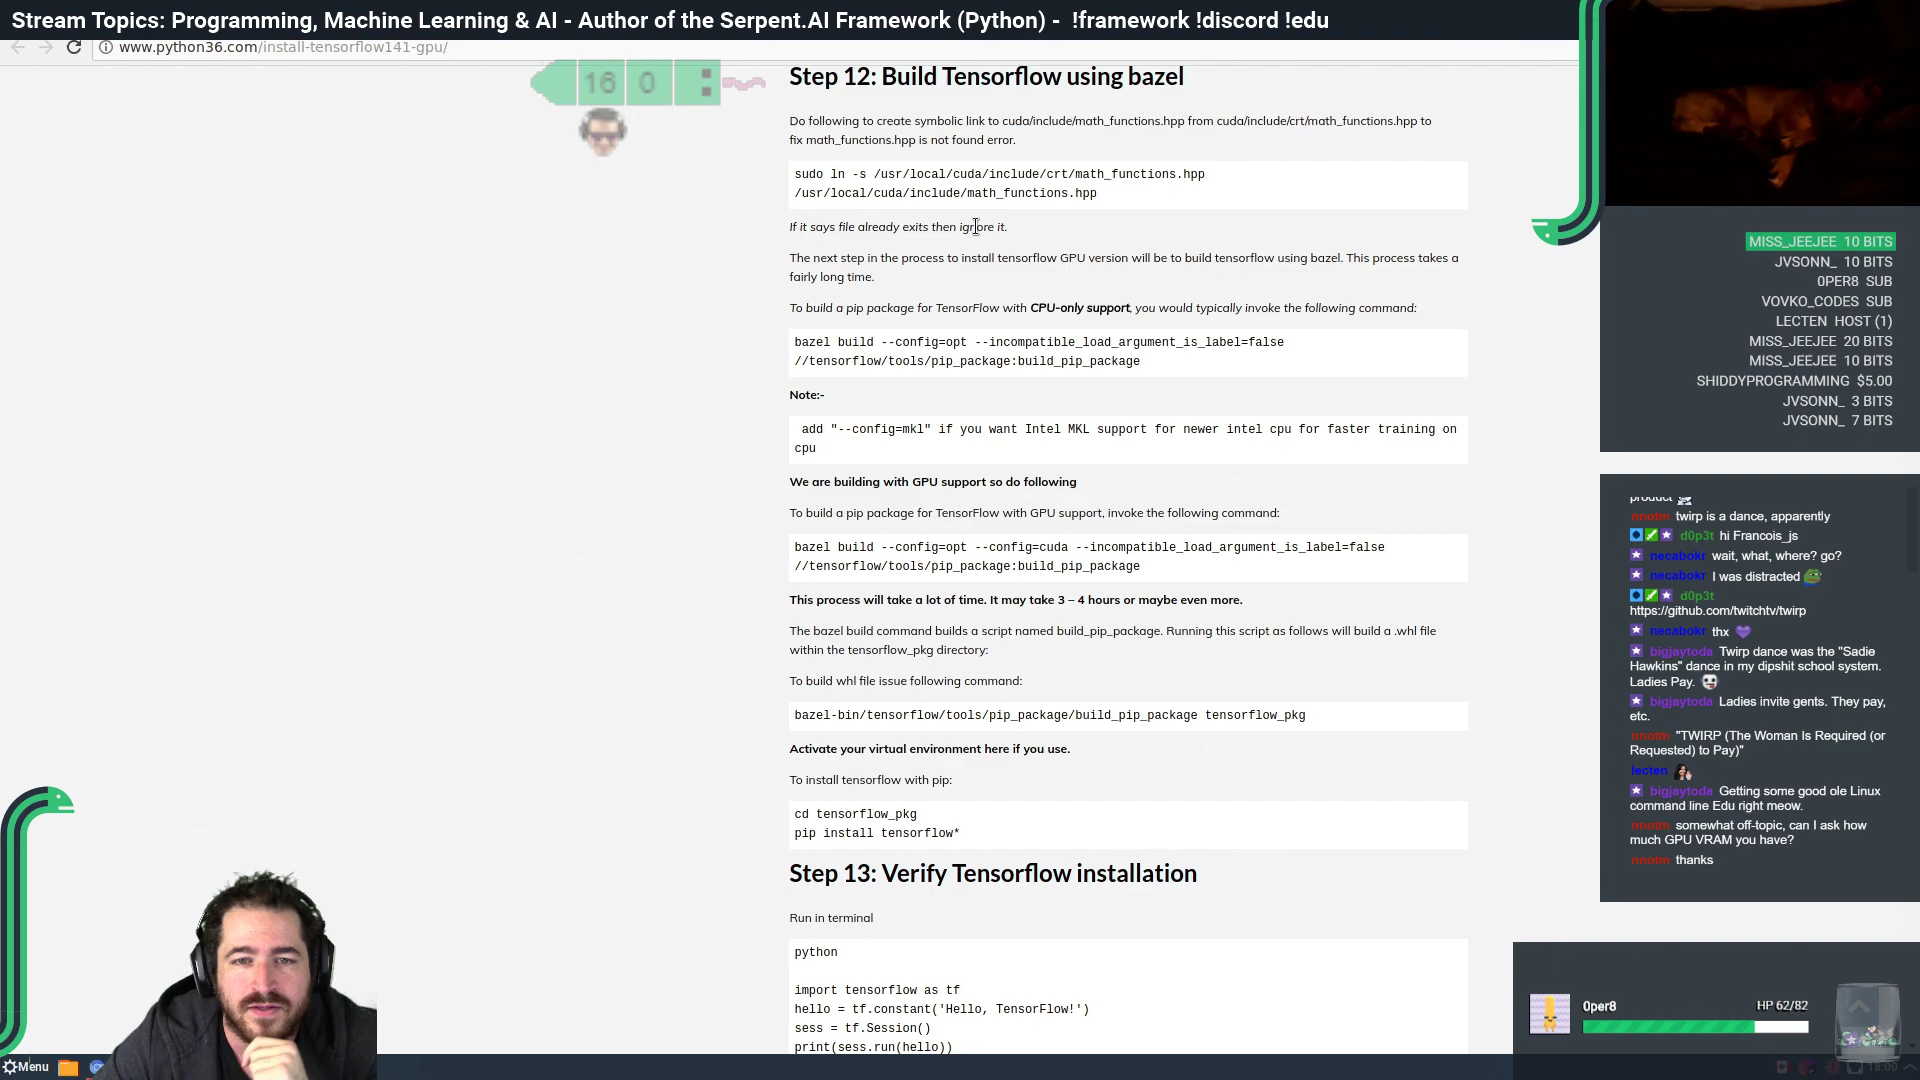 Stream Topics: Programming, Machine Learning & AI - Author of the Serpent.AI Framework (Python) -  !framework !discord !edu
www.python36.com/install-tensorflow141-gpu/
16 0
Step 12: Build Tensorflow using bazel
Do following to create symbolic link to cuda/include/math_functions.hpp from cuda/include/crt/math_functions.hpp to
fix math_functions.hpp is not found error.
sudo ln -s /usr/local/cuda/include/crt/math_functions.hpp
/usr/local/cuda/include/math_functions.hpp
If it says file already exits then ignore it.
The next step in the process to install tensorflow GPU version will be to build tensorflow using bazel. This process takes a
fairly long time.
To build a pip package for TensorFlow with CPU-only support, you would typically invoke the following command:
bazel build --config=opt --incompatible_load_argument_is_label=false
//tensorflow/tools/pip_package:build_pip_package
Note:-
add "--config=mkl" if you want Intel MKL support for newer intel cpu for faster training on
cpu
We are building with GPU support so do following
To build a pip package for TensorFlow with GPU support, invoke the following command:
bazel build --config=opt --config=cuda --incompatible_load_argument_is_label=false
//tensorflow/tools/pip_package:build_pip_package
This process will take a lot of time. It may take 3 – 4 hours or maybe even more.
The bazel build command builds a script named build_pip_package. Running this script as follows will build a .whl file
within the tensorflow_pkg directory:
To build whl file issue following command:
bazel-bin/tensorflow/tools/pip_package/build_pip_package tensorflow_pkg
Activate your virtual environment here if you use.
To install tensorflow with pip:
cd tensorflow_pkg
pip install tensorflow*
Step 13: Verify Tensorflow installation
Run in terminal
python
import tensorflow as tf
hello = tf.constant('Hello, TensorFlow!')
sess = tf.Session()
print(sess.run(hello))
MISS_JEEJEE 10 BITS
JVSONN_ 10 BITS
0PER8 SUB
VOVKO_CODES SUB
LECTEN HOST (1)
MISS_JEEJEE 20 BITS
MISS_JEEJEE 10 BITS
SHIDDYPROGRAMMING $5.00
JVSONN_ 3 BITS
JVSONN_ 7 BITS
product
nnotm twirp is a dance, apparently
d0p3t hi Francois_js
necabokr wait, what, where? go?
necabokr I was distracted
d0p3t
https://github.com/twitchtv/twirp
necabokr thx
bigjaytoda Twirp dance was the "Sadie
Hawkins" dance in my dipshit school system.
Ladies Pay.
bigjaytoda Ladies invite gents. They pay,
etc.
nnotm "TWIRP (The Woman Is Required (or
Requested) to Pay)"
lecten
bigjaytoda Getting some good ole Linux
command line Edu right meow.
nnotm somewhat off-topic, can I ask how
much GPU VRAM you have?
nnotm thanks
0per8 HP 62/82
Menu
18:00